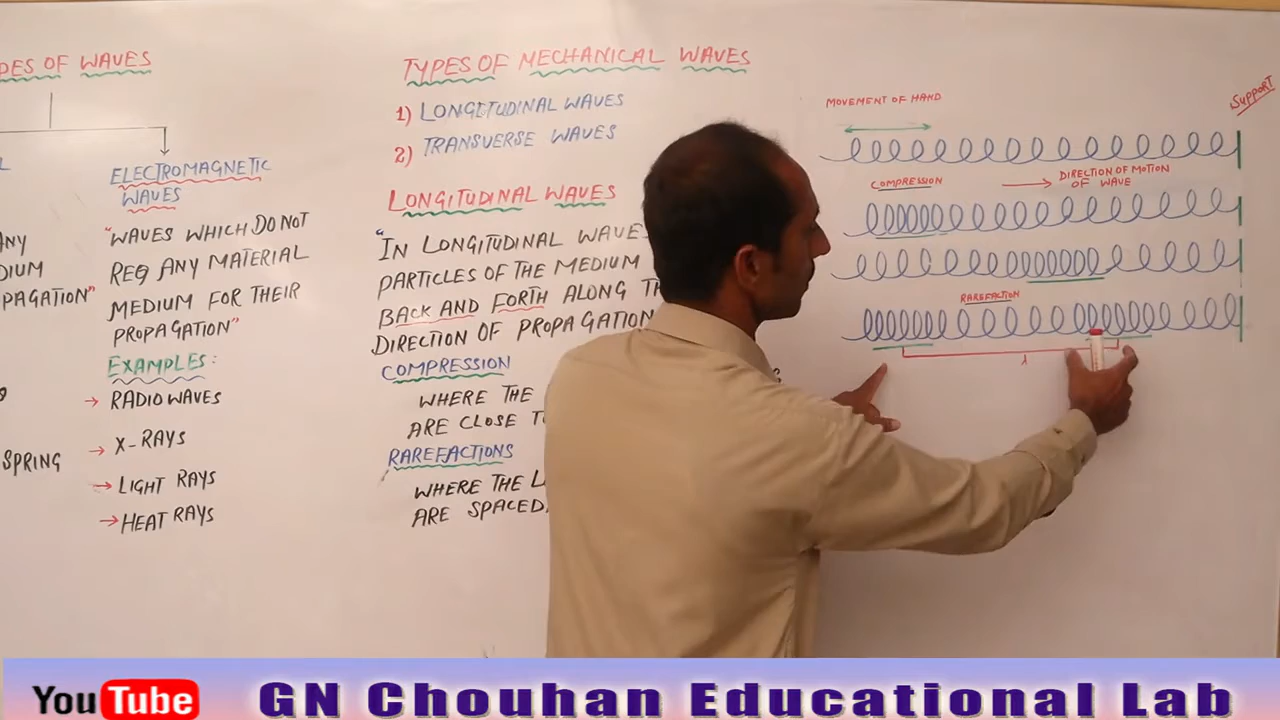 PES OF WAVES
ELECTROMAGNETIC
WAVES
"WAVES WHICH DO NOT
REQ ANY MATERIAL
MEDIUM FOR THEIR
PROPAGATION"
EXAMPLES:
→ RADIO WAVES
→ X-RAYS
→ LIGHT RAYS
→ HEAT RAYS
ANY
DIUM
PAGATION"
SPRING
TYPES OF MECHANICAL WAVES
1) LONGITUDINAL WAVES
2) TRANSVERSE WAVES
LONGITUDINAL WAVES
"IN LONGITUDINAL WAVE
PARTICLES OF THE MEDIUM
BACK AND FORTH ALONG
DIRECTION OF PROPAGATION
COMPRESSION
WHERE THE
ARE CLOSE
RAREFACTIONS
WHERE THE
ARE SPACED
MOVEMENT OF HAND
SUPPORT
COMPRESSION
DIRECTION OF MOTION
OF WAVE
RAREFACTION
λ
YouTube
GN Chouhan Educational Lab